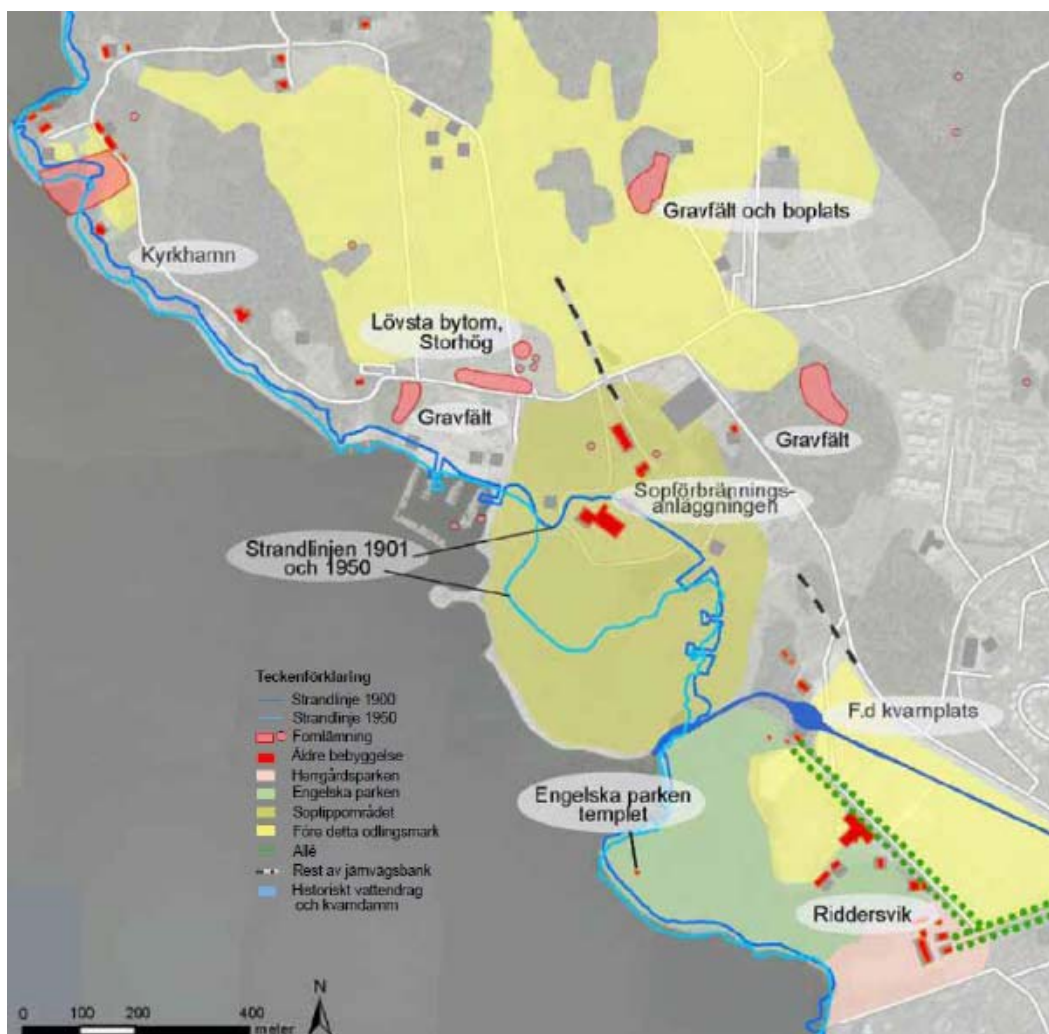 Gravfält och boplats
Kyrkhamn
Lövsta bytom,
Storhög
Gravfält
Gravfält
Sopförbrännings-
anläggningen
Strandlinjen 1901
och 1950
Teckenförklaring
Strandlinje 1900
Strandlinje 1950
Fornlämning
Äldre bebyggelse
Herrgårdsparken
Engelska parken
Soptippområdet
Före detta odlingsmark
Allé
Rest av järnvägsbank
Historiskt vattendrag
och kvarndamm
F.d kvarnplats
Engelska parken
templet
Riddersvik
N
0 100 200 400
meter